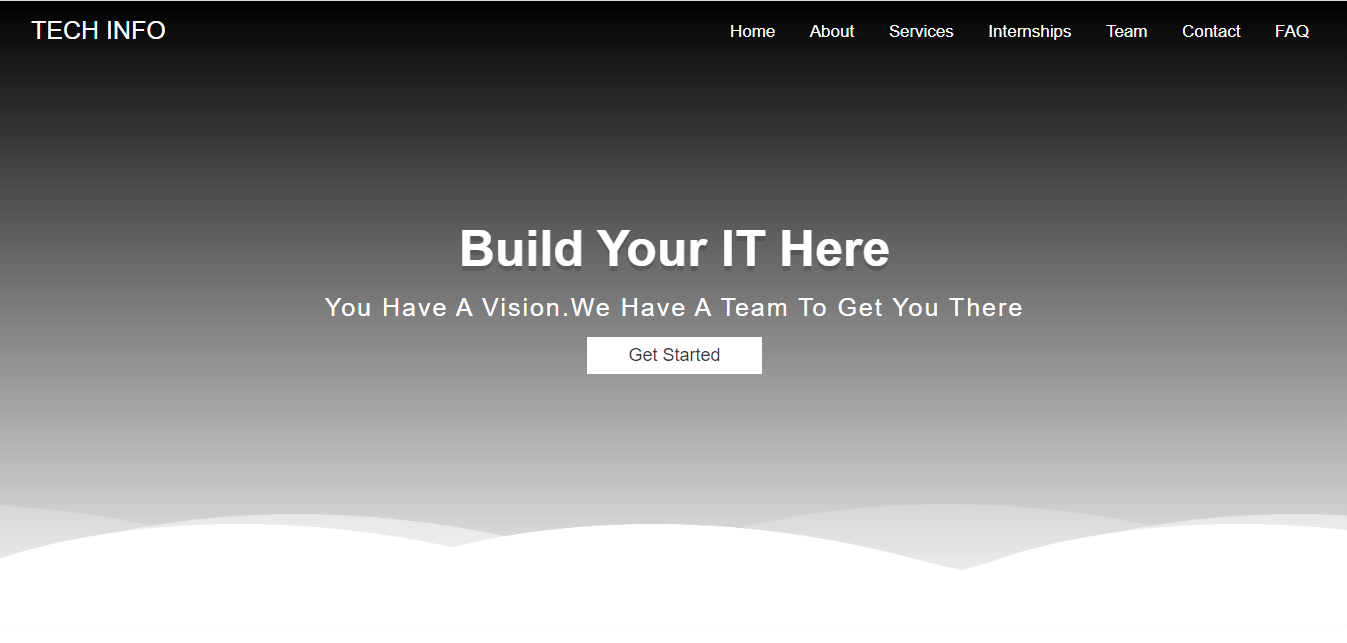 TECH INFO
Home About Services Internships Team Contact FAQ
Build Your IT Here
You Have A Vision.We Have A Team To Get You There
Get Started